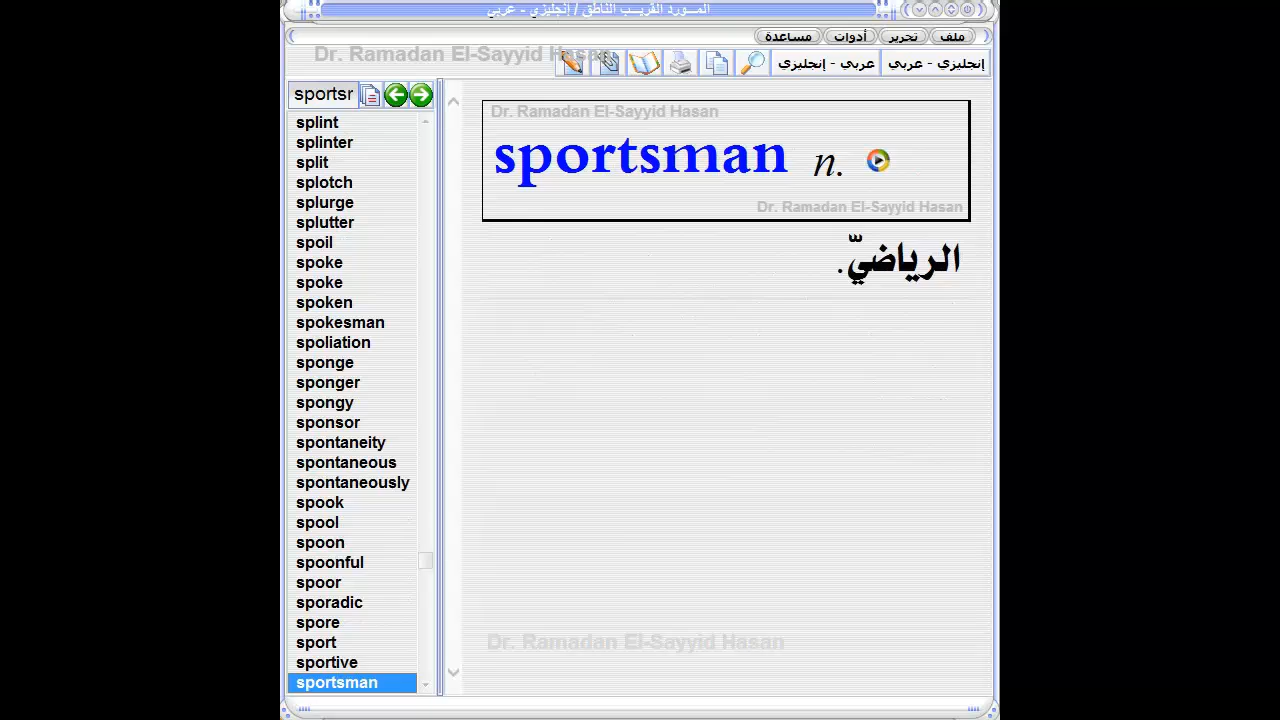 المـــورد القريـــب الناطق / إنجليزي - عربي
ملف
تحرير
أدوات
مساعدة
Dr. Ramadan El-Sayyid Hasan
إنجليزي - عربي
عربي - إنجليزي
sportsr
splint
splinter
split
splotch
splurge
splutter
spoil
spoke
spoke
spoken
spokesman
spoliation
sponge
sponger
spongy
sponsor
spontaneity
spontaneous
spontaneously
spook
spool
spoon
spoonful
spoor
sporadic
spore
sport
sportive
sportsman
Dr. Ramadan El-Sayyid Hasan
sportsman n.
Dr. Ramadan El-Sayyid Hasan
الرياضيّ.
Dr. Ramadan El-Sayyid Hasan